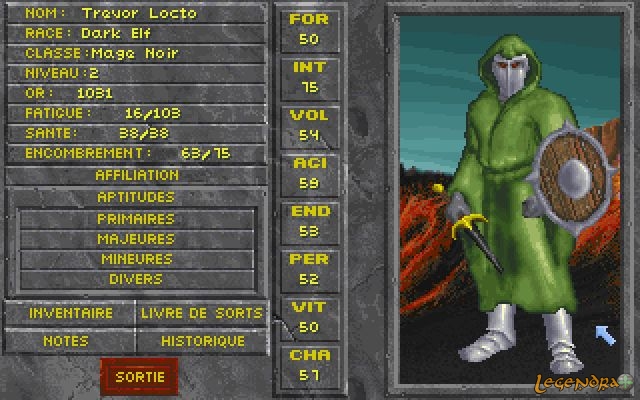 NOM: Trevor Locto
RACE: Dark Elf
CLASSE:Mage Noir
NIVEAU:2
OR: 1031
FATIGUE: 16/103
SANTE: 38/38
ENCOMBREMENT: 63/75
AFFILIATION
APTITUDES
PRIMAIRES
MAJEURES
MINEURES
DIVERS
INVENTAIRE
LIVRE DE SORTS
NOTES
HISTORIQUE
SORTIE
FOR
50
INT
75
VOL
54
AGI
59
END
53
PER
52
VIT
50
CHA
57
LEGENDRA